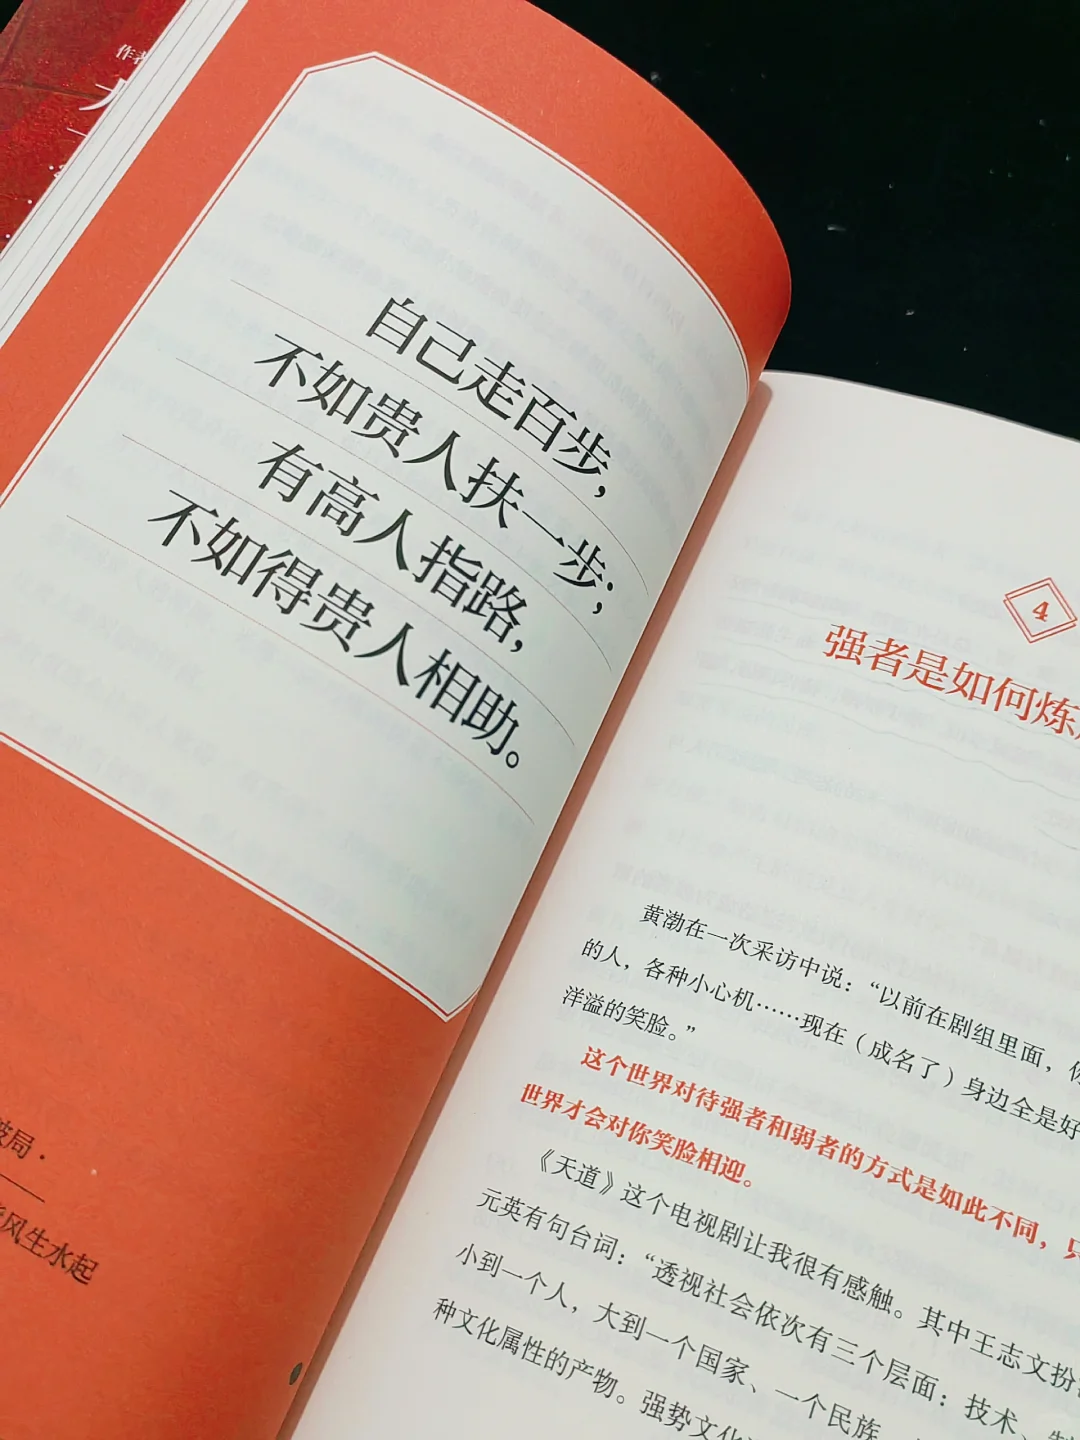 作者
自己走百步，
不如贵人扶一步；
有高人指路，
不如得贵人相助。
破局·
风生水起
4
强者是如何炼
黄渤在一次采访中说：“以前在剧组里面，
的人，各种小心机……现在（成名了）身边全是好
洋溢的笑脸。”
这个世界对待强者和弱者的方式是如此不同，只
世界才会对你笑脸相迎。
《天道》这个电视剧让我很有感触。其中王志文扮
元英有句台词：“透视社会依次有三个层面：技术、制
小到一个人，大到一个国家、一个民族，
种文化属性的产物。强势文化